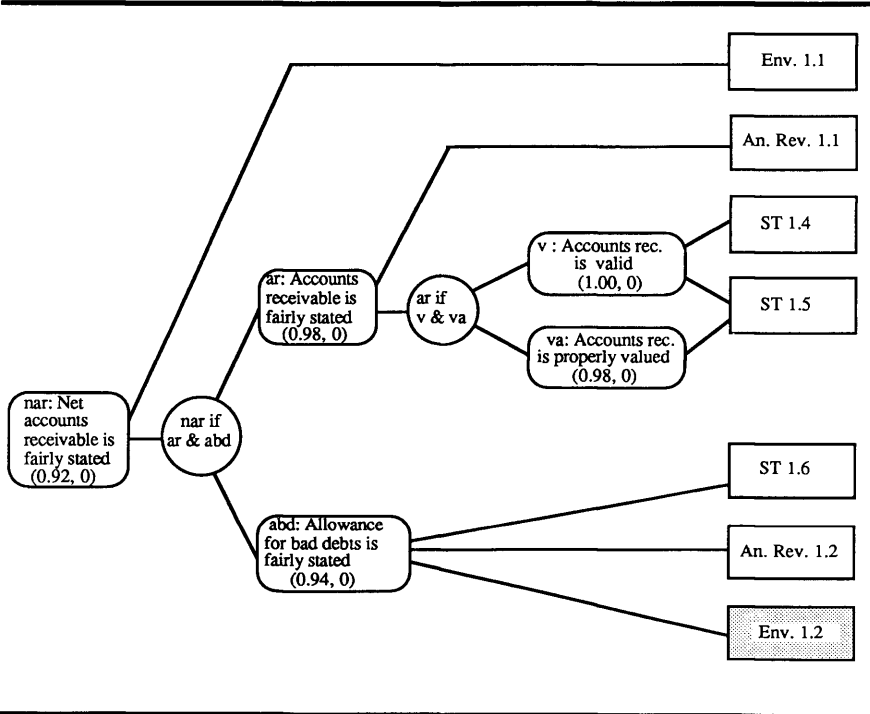 Env. 1.1
An. Rev. 1.1
ST 1.4
v : Accounts rec.
is valid
(1.00, 0)
ar: Accounts
receivable is
fairly stated
(0.98, 0)
ar if
v & va
ST 1.5
va: Accounts rec.
is properly valued
(0.98, 0)
nar: Net
accounts
receivable is
fairly stated
(0.92, 0)
nar if
ar & abd
ST 1.6
abd: Allowance
for bad debts is
fairly stated
(0.94, 0)
An. Rev. 1.2
Env. 1.2